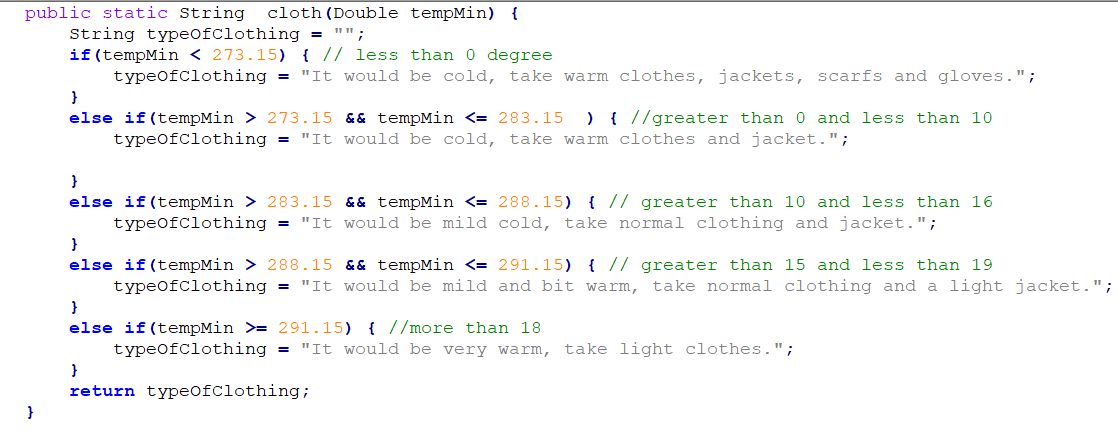 public static String  cloth(Double tempMin) {
    String typeOfClothing = "";
    if(tempMin < 273.15) { // less than 0 degree
        typeOfClothing = "It would be cold, take warm clothes, jackets, scarfs and gloves.";
    }
    else if(tempMin > 273.15 && tempMin <= 283.15  ) { //greater than 0 and less than 10
        typeOfClothing = "It would be cold, take warm clothes and jacket.";

    }
    else if(tempMin > 283.15 && tempMin <= 288.15) { // greater than 10 and less than 16
        typeOfClothing = "It would be mild cold, take normal clothing and jacket.";
    }
    else if(tempMin > 288.15 && tempMin <= 291.15) { // greater than 15 and less than 19
        typeOfClothing = "It would be mild and bit warm, take normal clothing and a light jacket.";
    }
    else if(tempMin >= 291.15) { //more than 18
        typeOfClothing = "It would be very warm, take light clothes.";
    }
    return typeOfClothing;
}